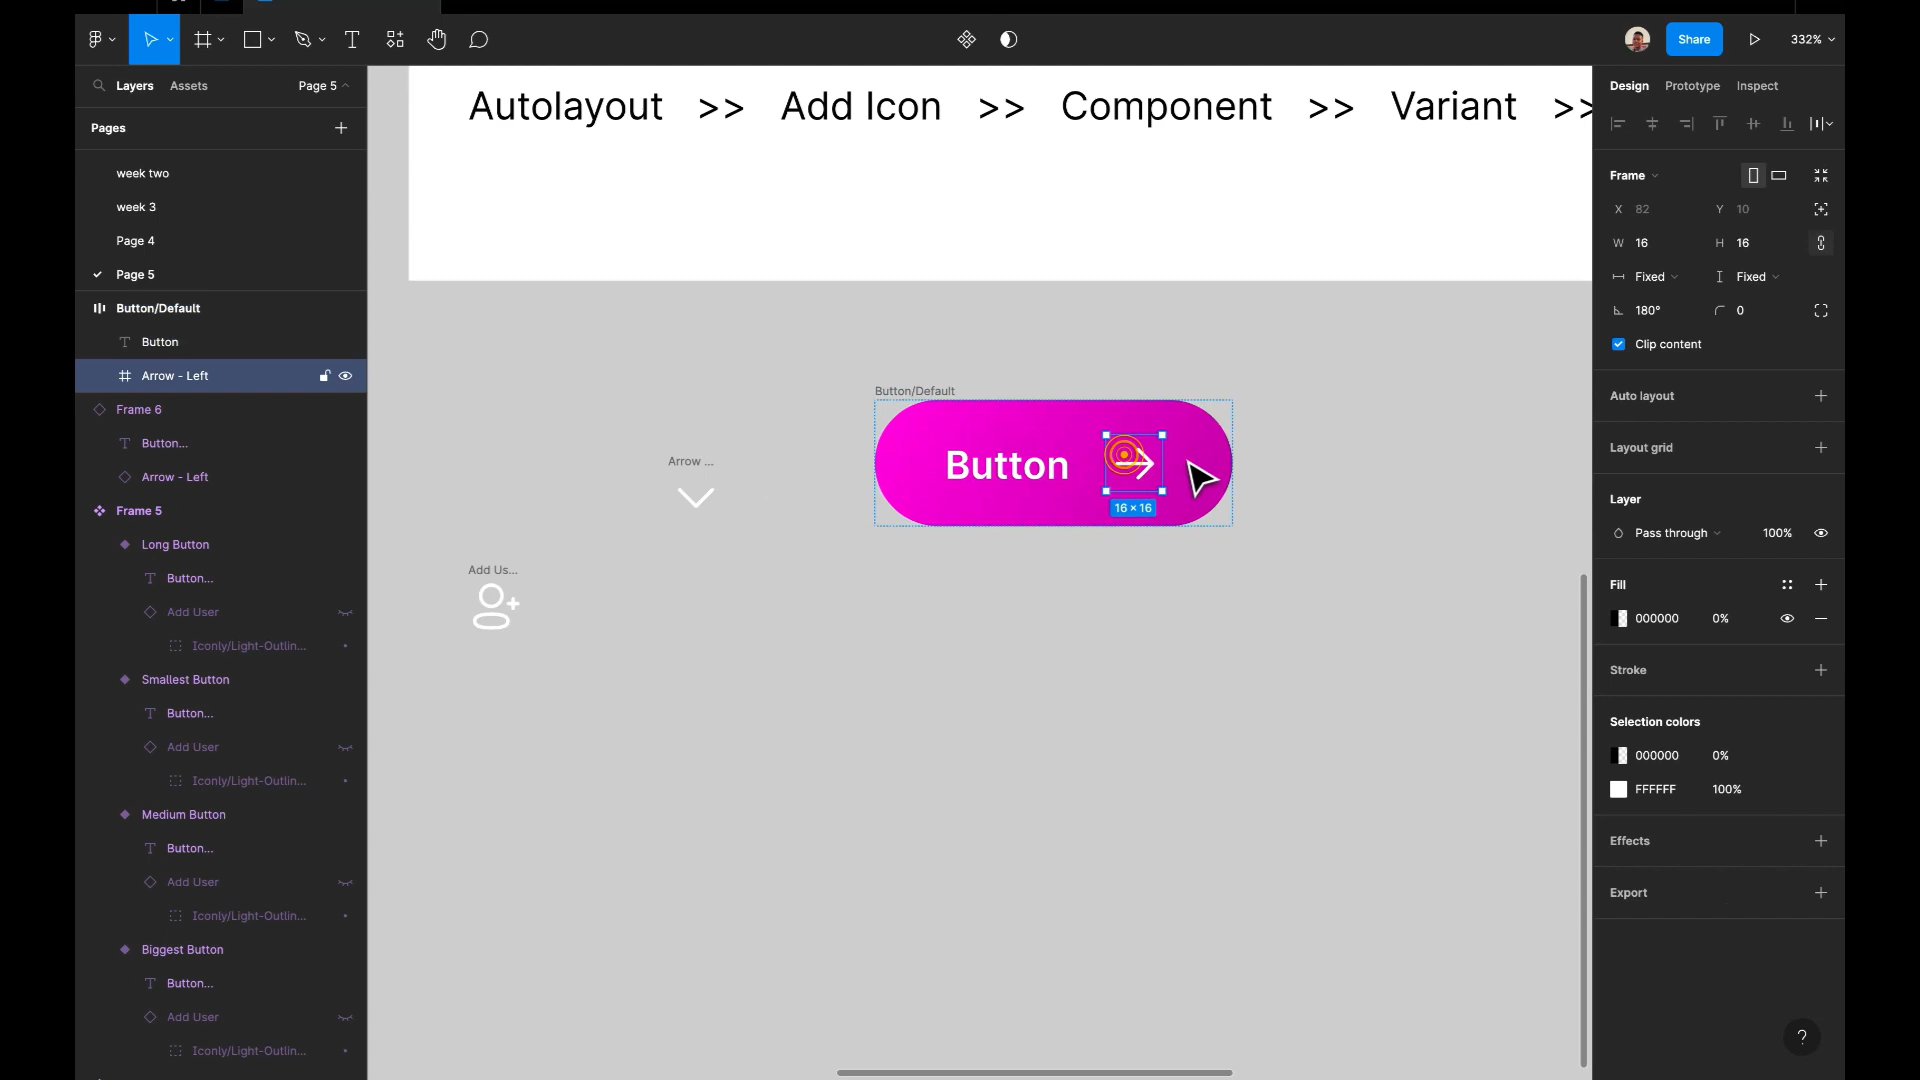 Share
332%
Layers
Assets
Page 5
Design
Prototype
Inspect
Pages
week two
week 3
Page 4
Page 5
Button/Default
Button
Arrow - Left
Frame 6
Button...
Arrow - Left
Frame 5
Long Button
Button...
Add User
Iconly/Light-Outlin...
Smallest Button
Button...
Add User
Iconly/Light-Outlin...
Medium Button
Button...
Add User
Iconly/Light-Outlin...
Biggest Button
Button...
Add User
Iconly/Light-Outlin...
Autolayout >> Add Icon >> Component >> Variant >>
Button/Default
Button
16 × 16
Arrow ...
Add Us...
Frame
X 82 Y 10
W 16 H 16
Fixed Fixed
180° 0
Clip content
Auto layout
Layout grid
Layer
Pass through 100%
Fill
000000 0%
Stroke
Selection colors
000000 0%
FFFFFF 100%
Effects
Export
?